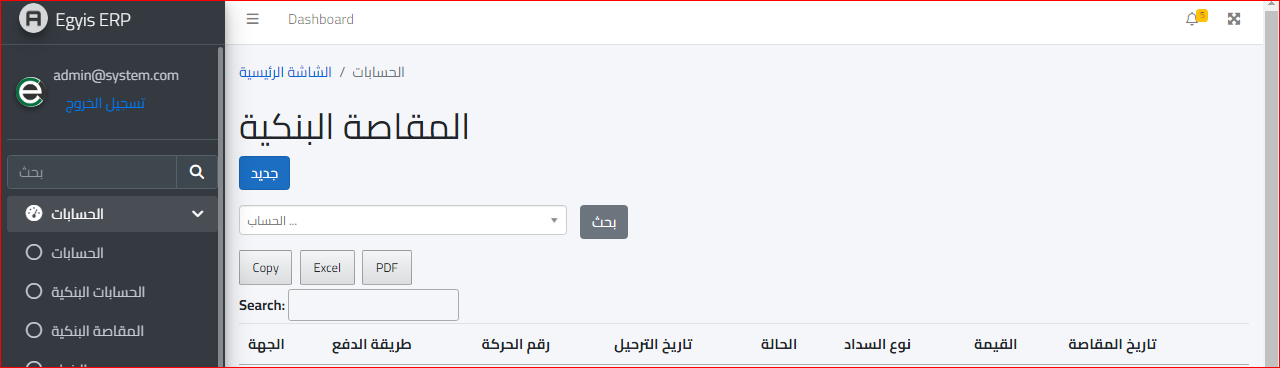 Egyis ERP
admin@system.com
تسجيل الخروج
بحث
الحسابات
الحسابات
الحسابات البنكية
المقاصة البنكية
Dashboard
5
الشاشة الرئيسية / الحسابات
المقاصة البنكية
جديد
الحساب ...
بحث
Copy Excel PDF
Search:
الجهة طريقة الدفع رقم الحركة تاريخ الترحيل الحالة نوع السداد القيمة تاريخ المقاصة